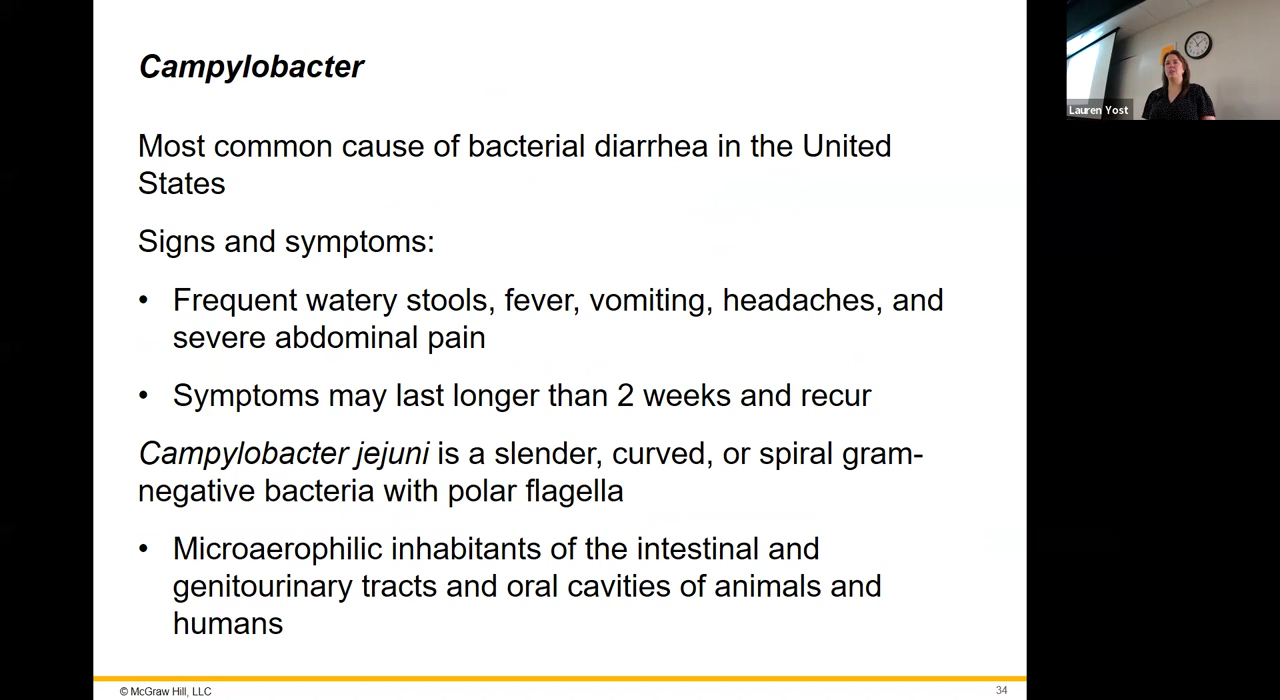 Campylobacter
Most common cause of bacterial diarrhea in the United
States
Signs and symptoms:
• Frequent watery stools, fever, vomiting, headaches, and
severe abdominal pain
• Symptoms may last longer than 2 weeks and recur
Campylobacter jejuni is a slender, curved, or spiral gram-
negative bacteria with polar flagella
• Microaerophilic inhabitants of the intestinal and
genitourinary tracts and oral cavities of animals and
humans
© McGraw Hill, LLC
34
Lauren Yost